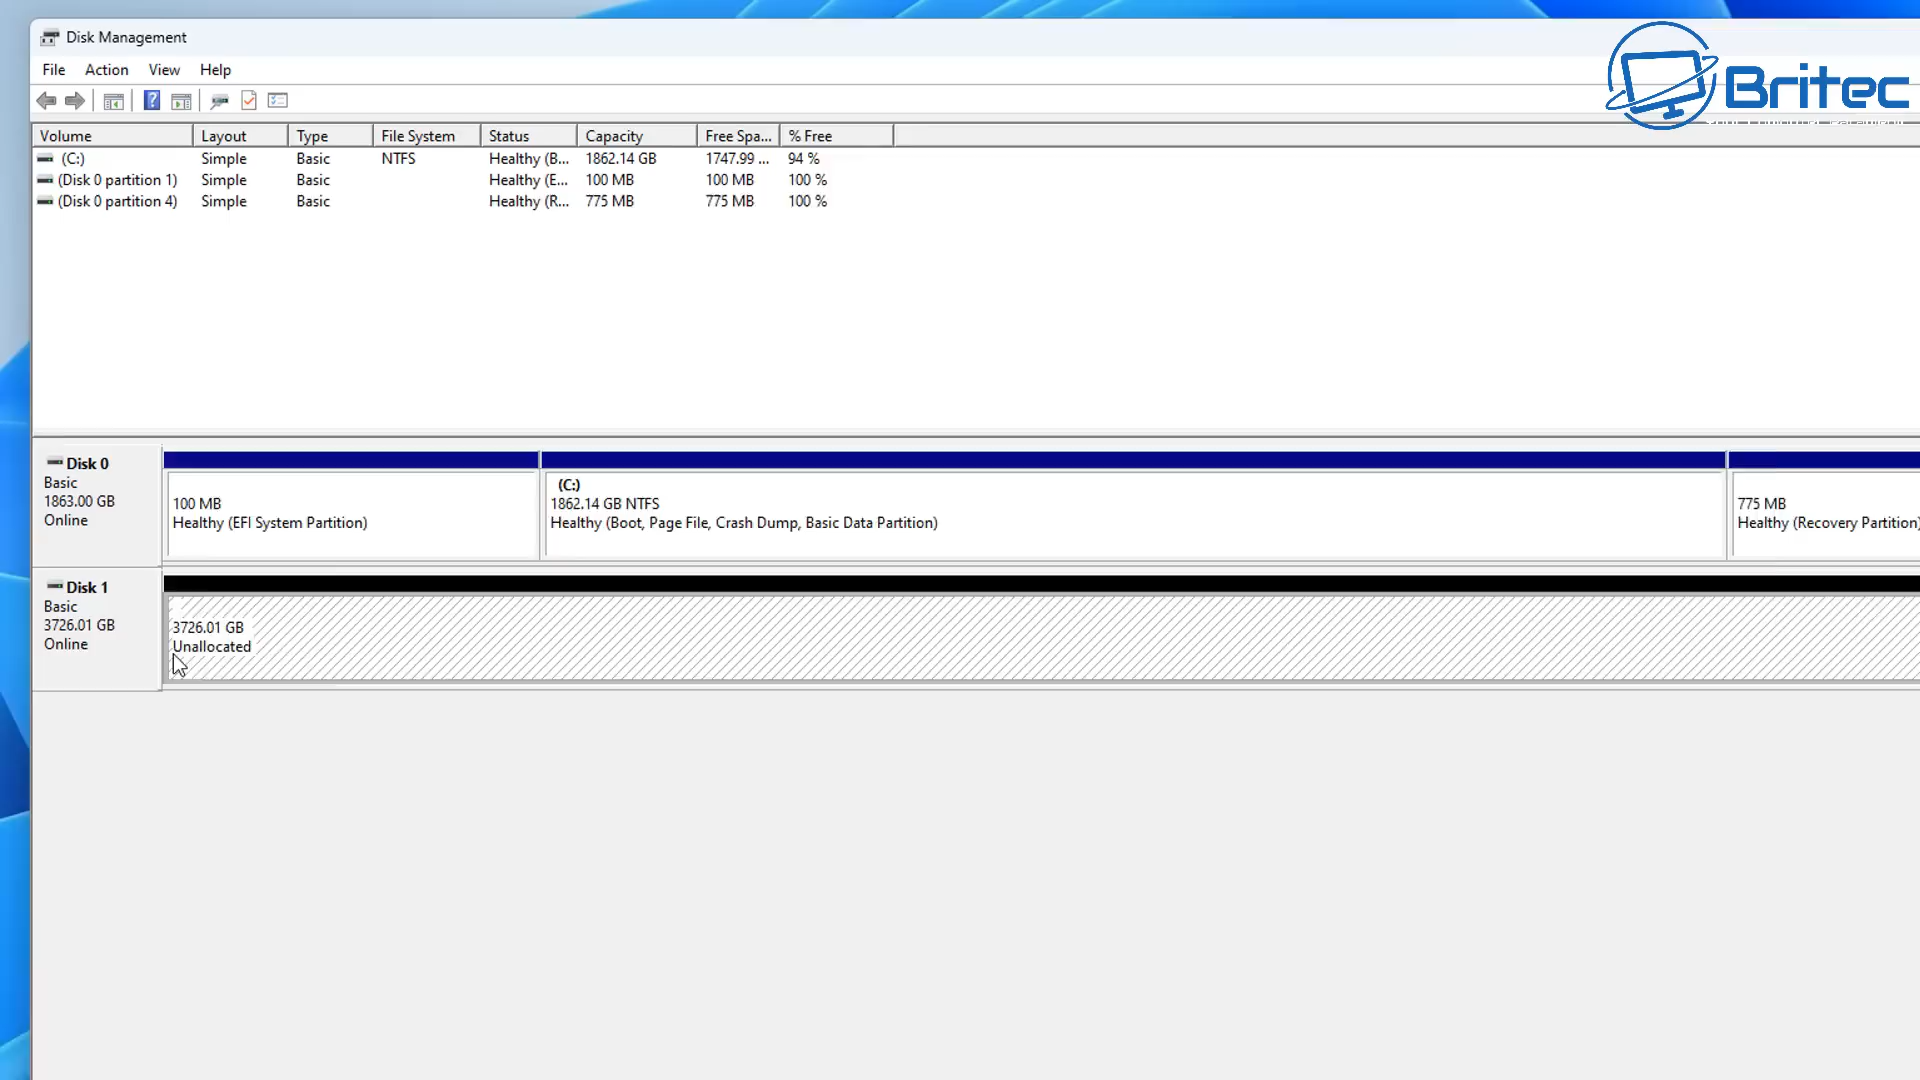 Disk Management
Britec
File Action View Help
Volume Layout Type File System Status Capacity Free Spa... % Free
(C:) Simple Basic NTFS Healthy (B... 1862.14 GB 1747.99 ... 94 %
(Disk 0 partition 1) Simple Basic Healthy (E... 100 MB 100 MB 100 %
(Disk 0 partition 4) Simple Basic Healthy (R... 775 MB 775 MB 100 %
Disk 0
Basic
1863.00 GB
Online
100 MB
Healthy (EFI System Partition)
(C:)
1862.14 GB NTFS
Healthy (Boot, Page File, Crash Dump, Basic Data Partition)
775 MB
Healthy (Recovery Partition)
Disk 1
Basic
3726.01 GB
Online
3726.01 GB
Unallocated